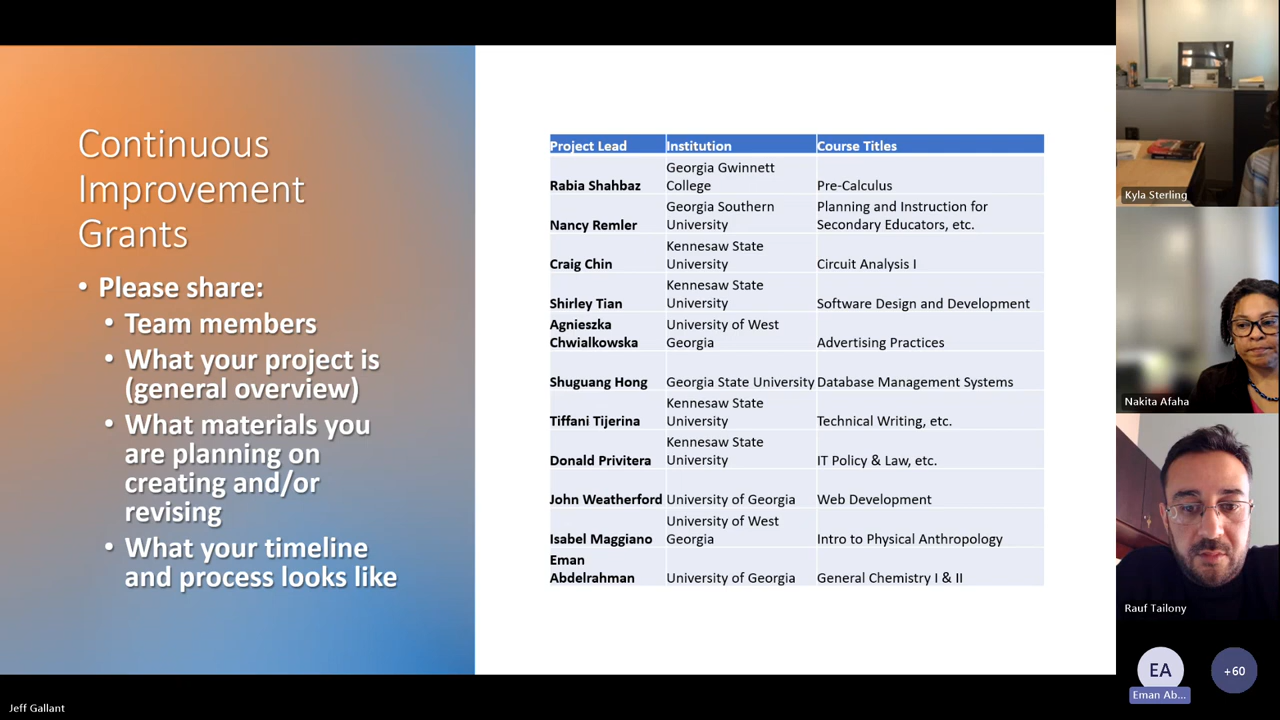 Continuous
Improvement
Grants
• Please share:
• Team members
• What your project is
(general overview)
• What materials you
are planning on
creating and/or
revising
• What your timeline
and process looks like
Project Lead Institution Course Titles
Rabia Shahbaz Georgia Gwinnett College Pre-Calculus
Nancy Remler Georgia Southern University Planning and Instruction for Secondary Educators, etc.
Craig Chin Kennesaw State University Circuit Analysis I
Shirley Tian Kennesaw State University Software Design and Development
Agnieszka Chwialkowska University of West Georgia Advertising Practices
Shuguang Hong Georgia State University Database Management Systems
Tiffani Tijerina Kennesaw State University Technical Writing, etc.
Donald Privitera Kennesaw State University IT Policy & Law, etc.
John Weatherford University of Georgia Web Development
Isabel Maggiano University of West Georgia Intro to Physical Anthropology
Eman Abdelrahman University of Georgia General Chemistry I & II
Kyla Sterling
Nakita Afaha
Rauf Tailony
EA
Eman Ab...
+60
Jeff Gallant